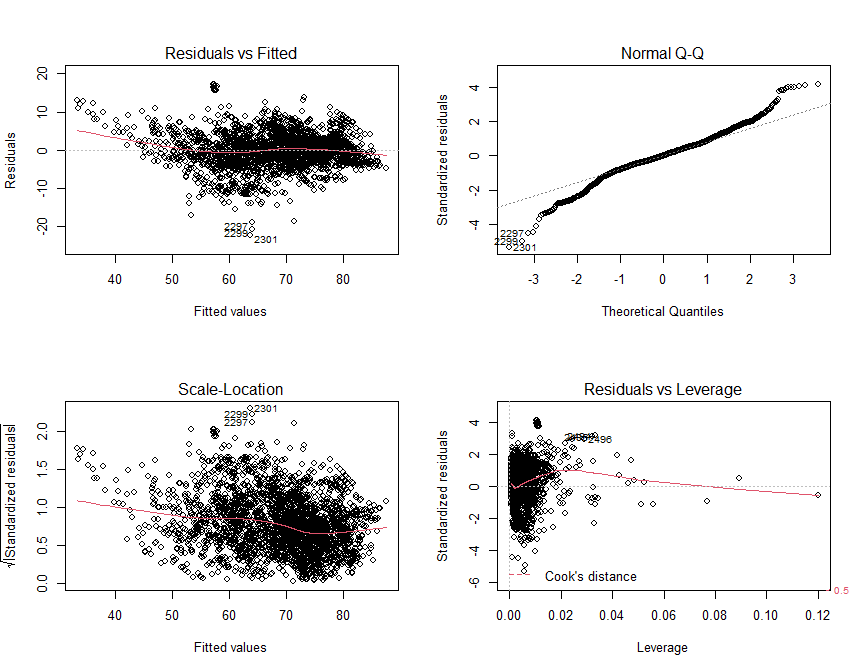 Residuals vs Fitted
Residuals
20
10
0
-10
-20
2297
2299
2301
40 50 60 70 80
Fitted values
Normal Q-Q
Standardized residuals
4
2
0
-2
-4
2297
2299
2301
-3 -2 -1 0 1 2 3
Theoretical Quantiles
Scale-Location
√|Standardized residuals|
2.0
1.5
1.0
0.5
0.0
2301
2299
2297
40 50 60 70 80
Fitted values
Residuals vs Leverage
Standardized residuals
4
2
0
-2
-4
-6
2496
Cook's distance
0.5
0.00 0.02 0.04 0.06 0.08 0.10 0.12
Leverage